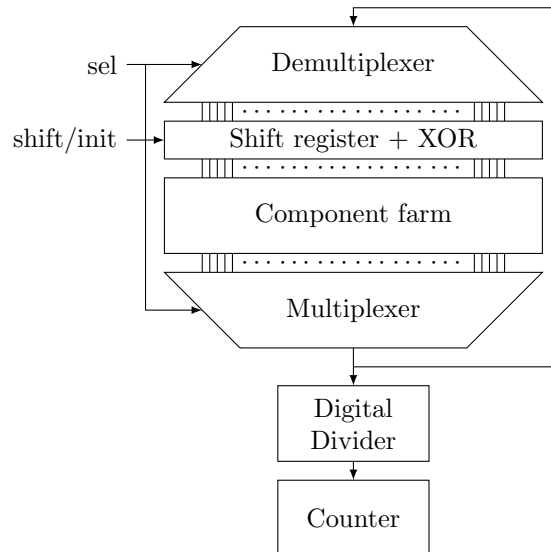 Demultiplexer
sel
shift/init
Shift register + XOR
Component farm
Multiplexer
Digital
Divider
Counter